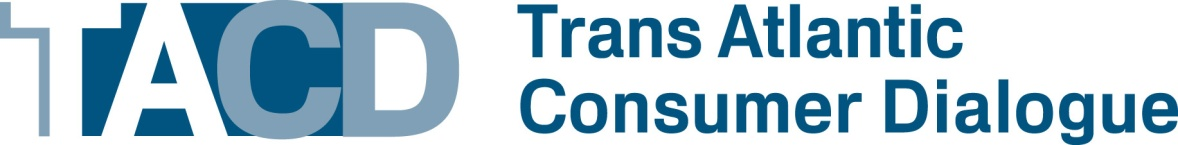 TACD
Trans Atlantic
Consumer Dialogue